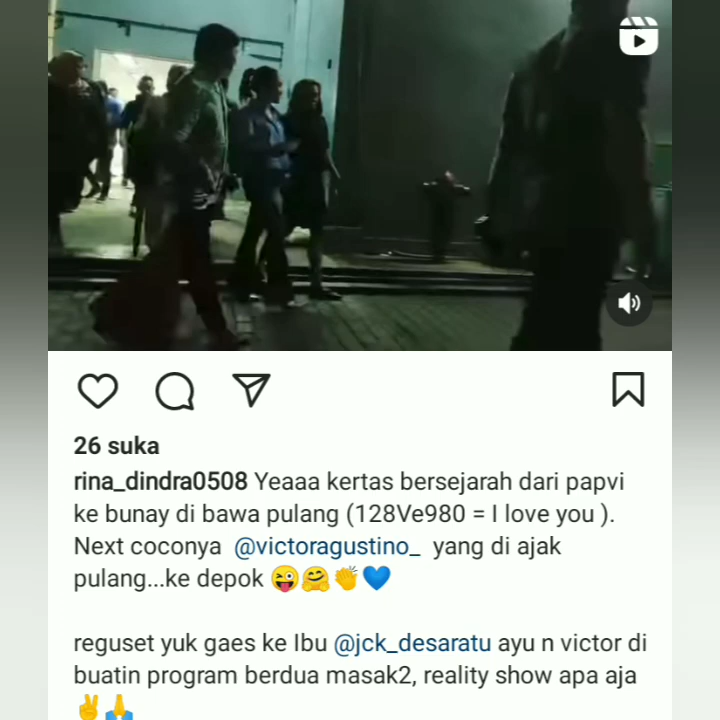 26 suka
rina_dindra0508 Yeaaa kertas bersejarah dari papvi
ke bunay di bawa pulang (128Ve980 = I love you ).
Next coconya @victoragustino_ yang di ajak
pulang...ke depok 😜🤗👏💙
reguset yuk gaes ke Ibu @jck_desaratu ayu n victor di
buatin program berdua masak2, reality show apa aja
✌️🙏